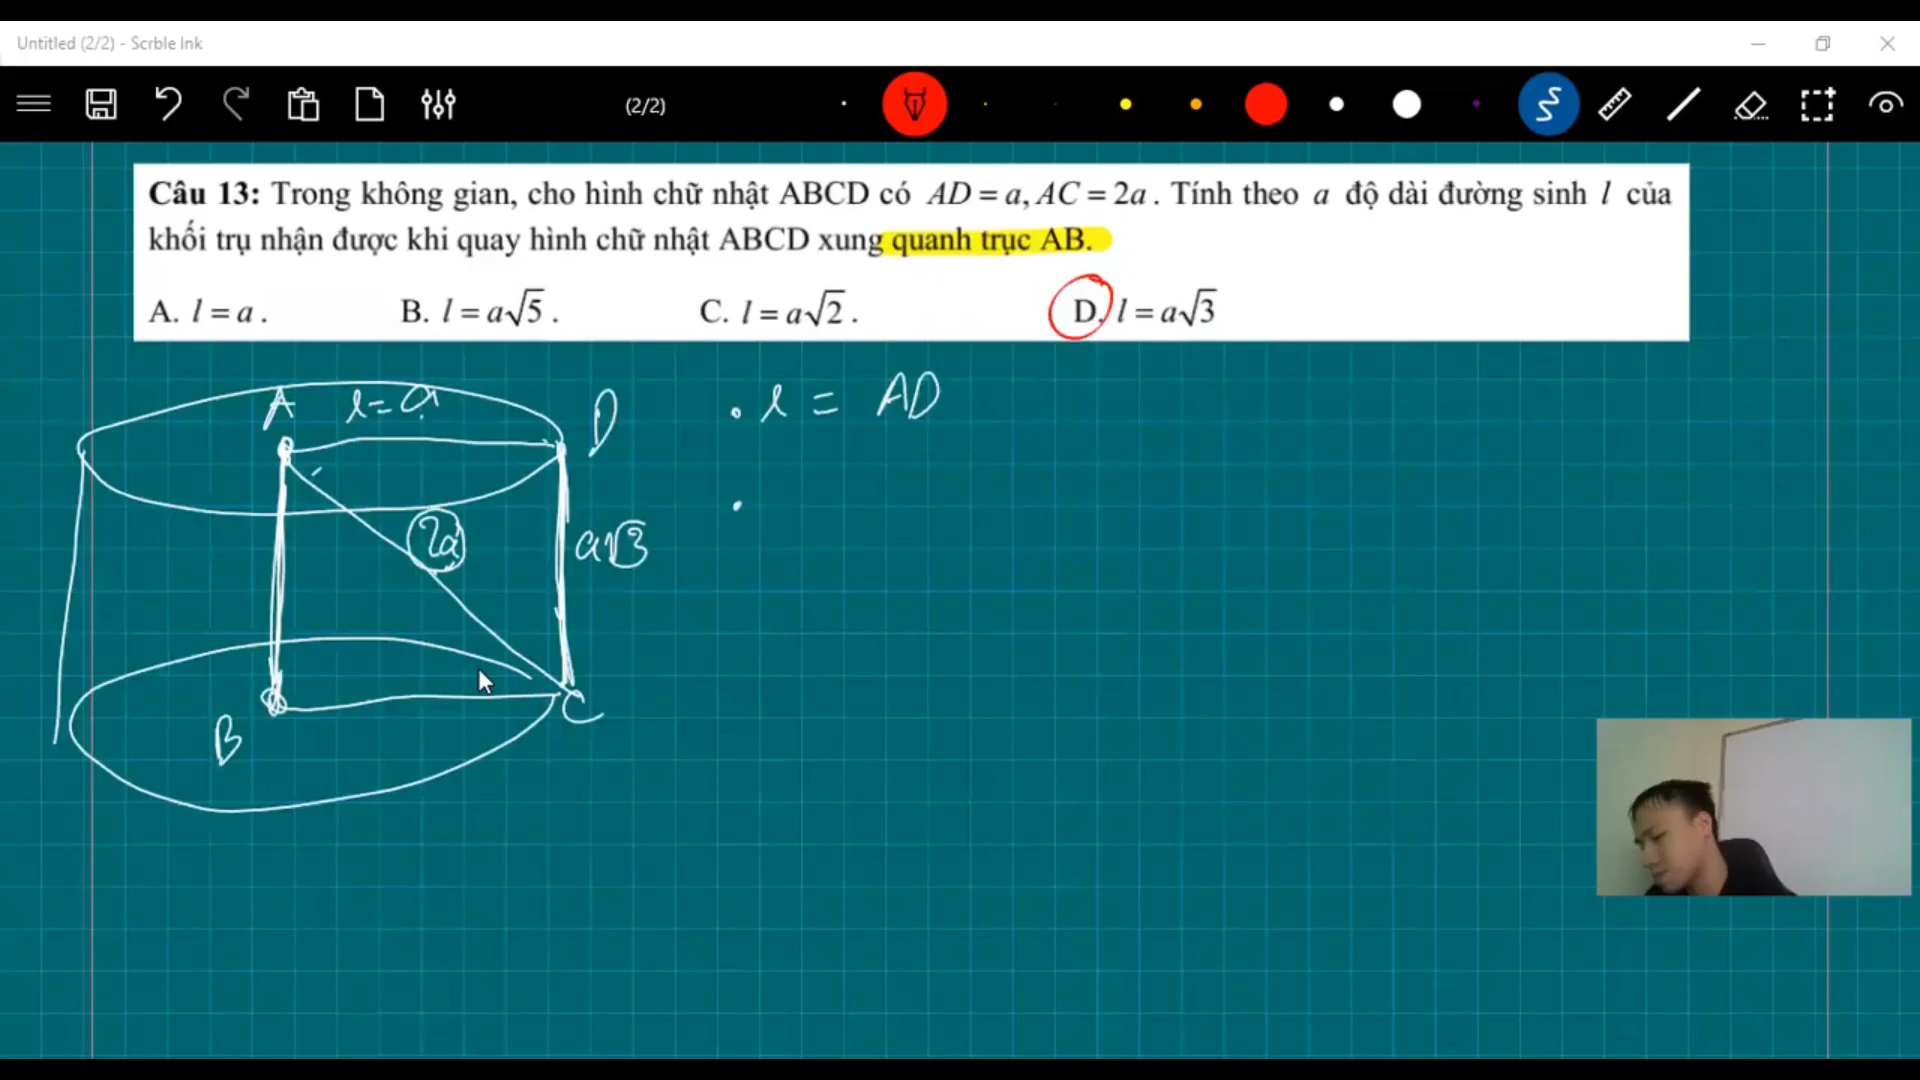 Untitled (2/2) - Scrble Ink
(2/2)
Câu 13: Trong không gian, cho hình chữ nhật ABCD có AD = a, AC = 2a. Tính theo a độ dài đường sinh l của
khối trụ nhận được khi quay hình chữ nhật ABCD xung quanh trục AB.
A. l = a. B. l = a√5. C. l = a√2. D. l = a√3
A r = a D
• r = AD
2a a√3
•
B C